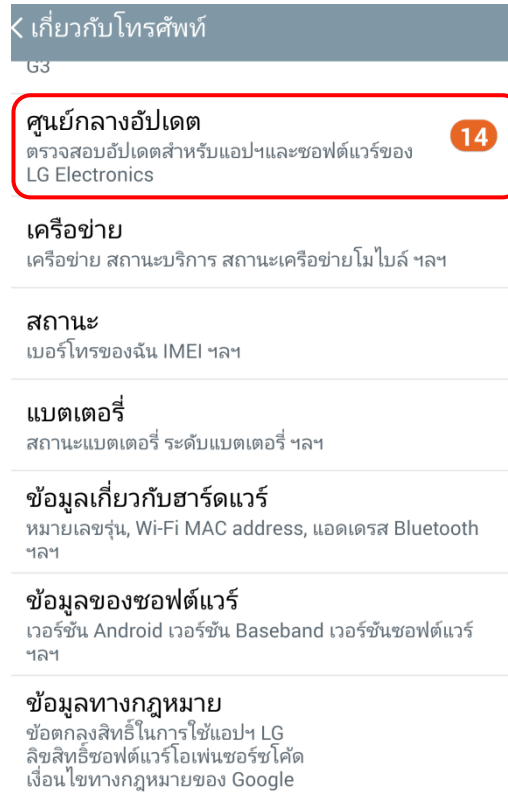 เกี่ยวกับโทรศัพท์
G3
ศูนย์กลางอัปเดต
14
ตรวจสอบอัปเดตสำหรับแอปฯและซอฟต์แวร์ของ
LG Electronics
เครือข่าย
เครือข่าย สถานะบริการ สถานะเครือข่ายโมไบล์ ฯลฯ
สถานะ
เบอร์โทรของฉัน IMEI ฯลฯ
แบตเตอรี่
สถานะแบตเตอรี่ ระดับแบตเตอรี่ ฯลฯ
ข้อมูลเกี่ยวกับฮาร์ดแวร์
หมายเลขรุ่น, Wi-Fi MAC address, แอดเดรส Bluetooth
ฯลฯ
ข้อมูลของซอฟต์แวร์
เวอร์ชัน Android เวอร์ชัน Baseband เวอร์ชันซอฟต์แวร์
ฯลฯ
ข้อมูลทางกฎหมาย
ข้อตกลงสิทธิ์ในการใช้แอปฯ LG
ลิขสิทธิ์ซอฟต์แวร์โอเพ่นซอร์ซโค้ด
เงื่อนไขทางกฎหมายของ Google